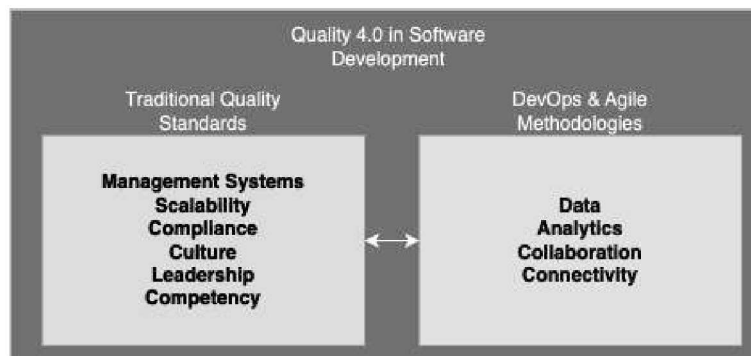 Quality 4.0 in Software
Development
Traditional Quality
Standards
Management Systems
Scalability
Compliance
Culture
Leadership
Competency
DevOps & Agile
Methodologies
Data
Analytics
Collaboration
Connectivity